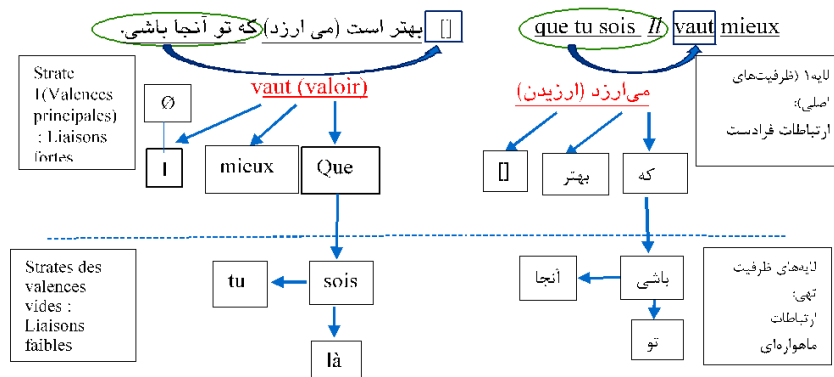 [] بهتر است (می ارزد) که تو آنجا باشی.
que tu sois Il vaut mieux
Strate
1(Valences
principales)
: Liaisons
fortes
Ø
vaut (valoir)
I
mieux
Que
می‌ارزد (ارزیدن)
[]
بهتر
که
لایه۱ (ظرفیت‌های
اصلی):
ارتباطات فرادست
Strates des
valences
vides :
Liaisons
faibles
tu
sois
là
آنجا
باشی
تو
لایه‌های ظرفیت
تهی:
ارتباطات
ماهواره‌ای